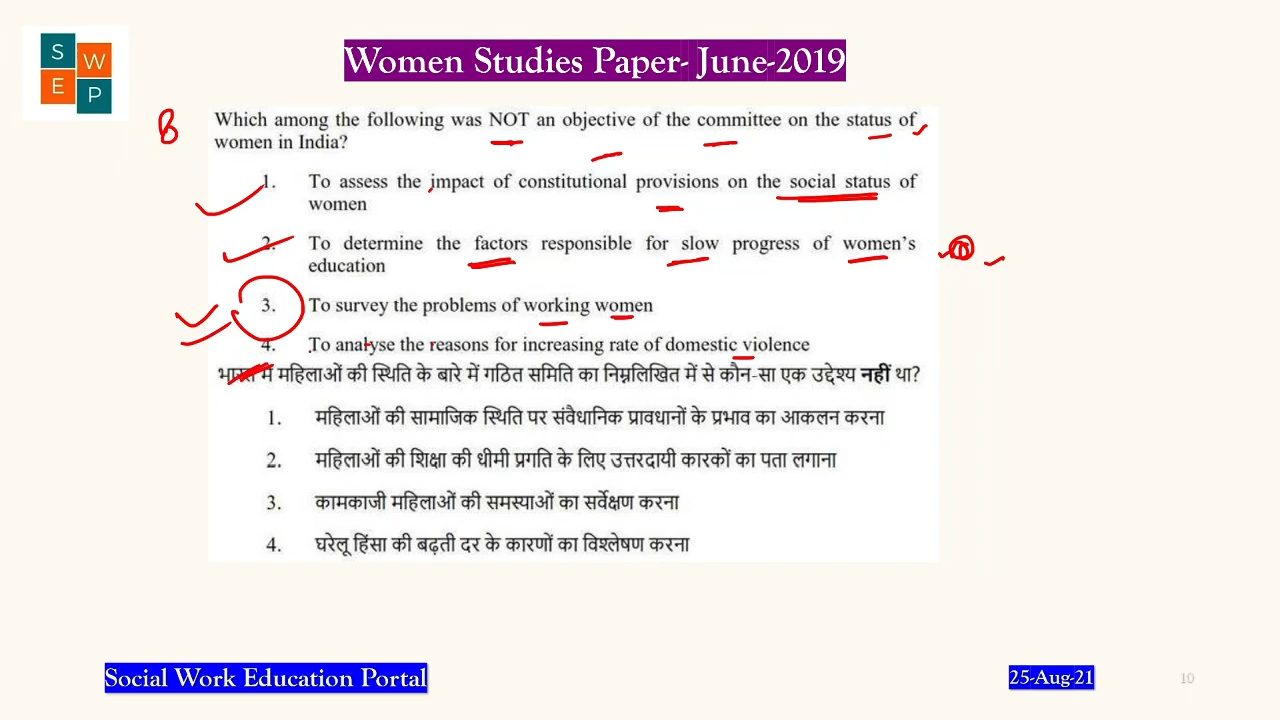 S W
E P
Women Studies Paper- June-2019
B
Which among the following was NOT an objective of the committee on the status of
women in India?
1. To assess the impact of constitutional provisions on the social status of
women
2. To determine the factors responsible for slow progress of women's
education
3. To survey the problems of working women
4. To analyse the reasons for increasing rate of domestic violence
भारत में महिलाओं की स्थिति के बारे में गठित समिति का निम्नलिखित में से कौन-सा एक उद्देश्य नहीं था?
1. महिलाओं की सामाजिक स्थिति पर संवैधानिक प्रावधानों के प्रभाव का आकलन करना
2. महिलाओं की शिक्षा की धीमी प्रगति के लिए उत्तरदायी कारकों का पता लगाना
3. कामकाजी महिलाओं की समस्याओं का सर्वेक्षण करना
4. घरेलू हिंसा की बढ़ती दर के कारणों का विश्लेषण करना
Social Work Education Portal
25-Aug-21
10